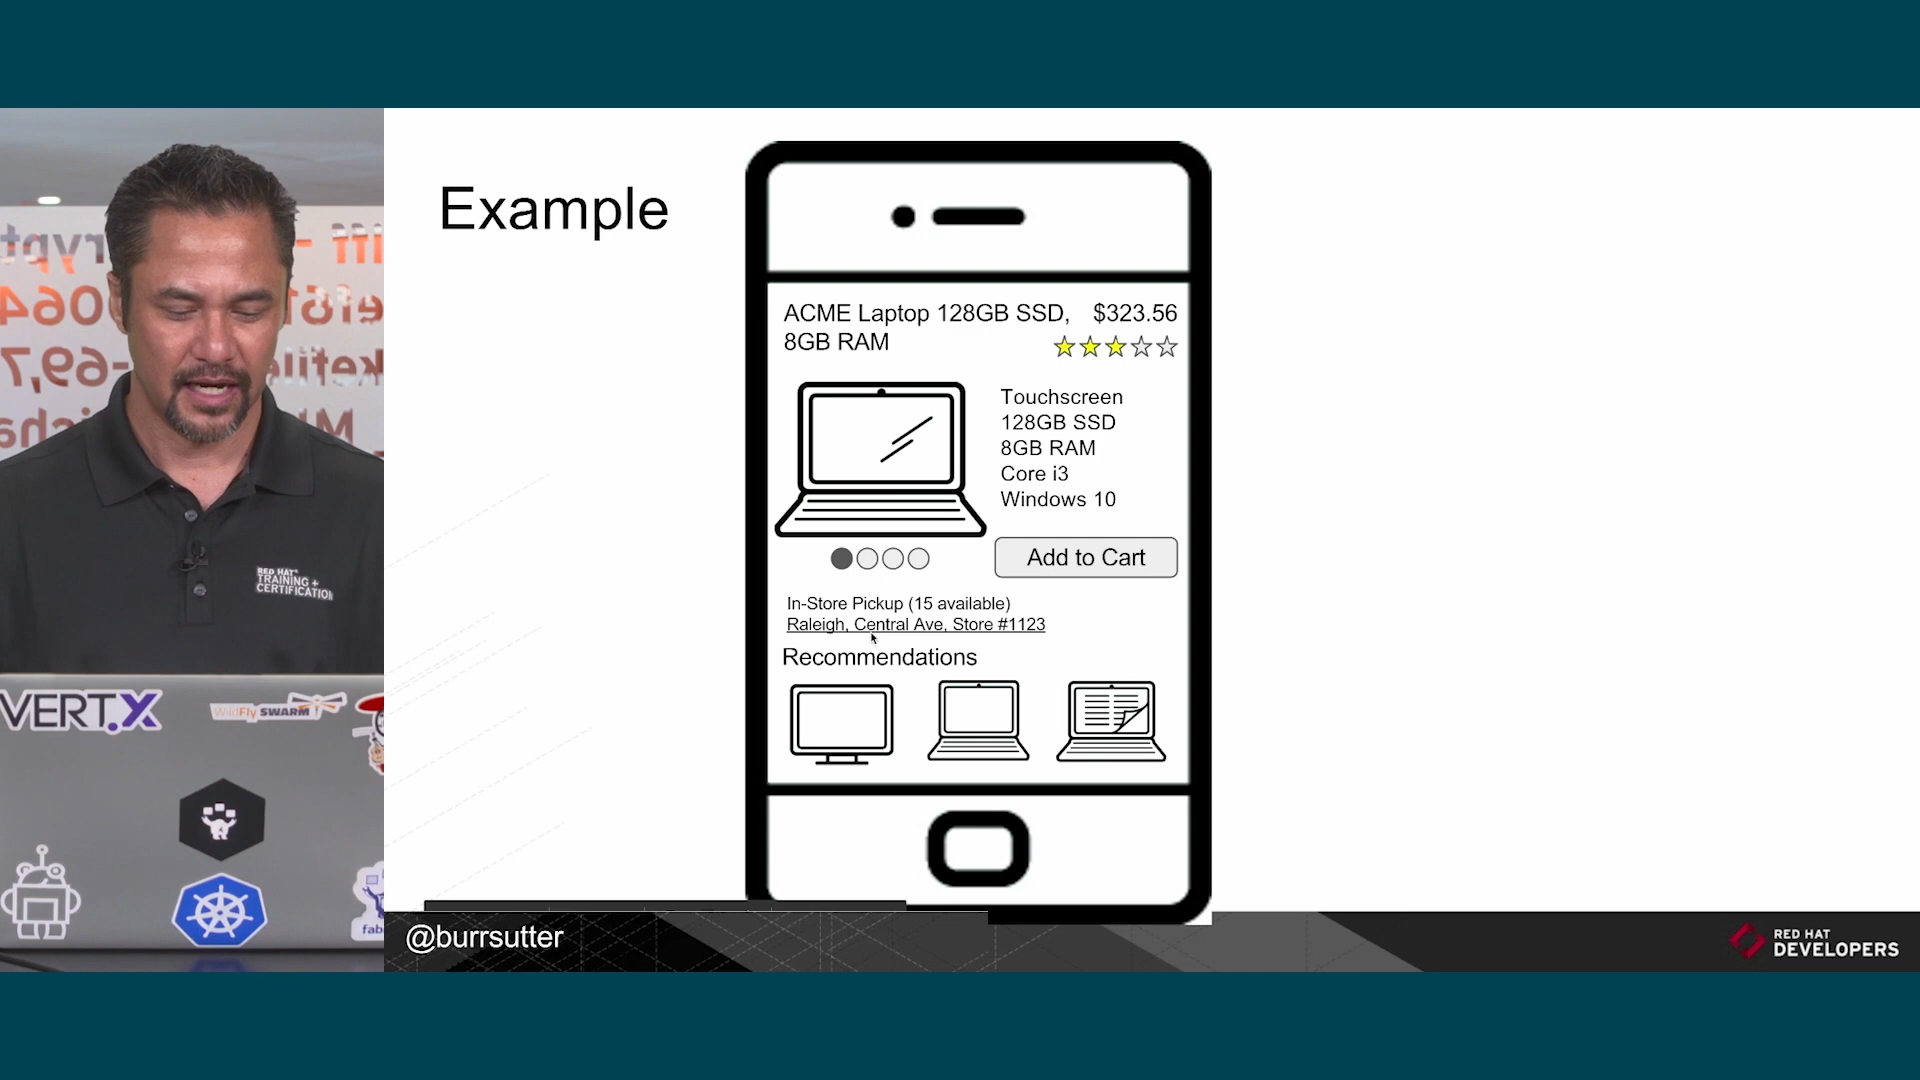 Example
ACME Laptop 128GB SSD, $323.56
8GB RAM
Touchscreen
128GB SSD
8GB RAM
Core i3
Windows 10
Add to Cart
In-Store Pickup (15 available)
Raleigh, Central Ave, Store #1123
Recommendations
@burrsutter
RED HAT
DEVELOPERS
RED HAT
TRAINING +
CERTIFICATION
VERT.X
WildFly SWARM